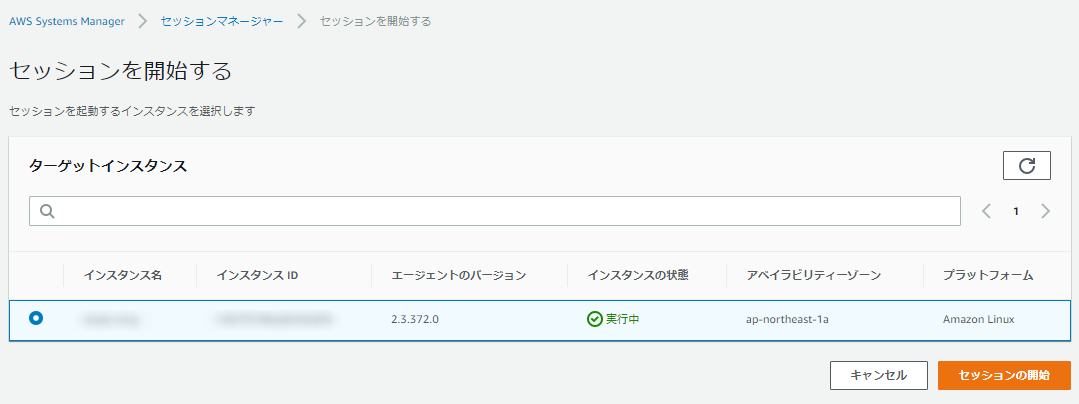 AWS Systems Manager > セッションマネージャー > セッションを開始する
セッションを開始する
セッションを起動するインスタンスを選択します
ターゲットインスタンス
1
インスタンス名 インスタンス ID エージェントのバージョン インスタンスの状態 アベイラビリティーゾーン プラットフォーム
2.3.372.0 実行中 ap-northeast-1a Amazon Linux
キャンセル セッションの開始